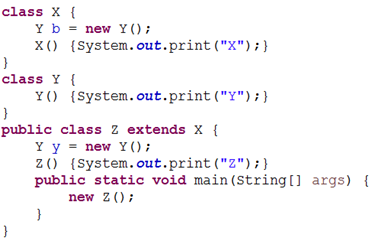 class X {
    Y b = new Y();
    X() {System.out.print("X");}
}
class Y {
    Y() {System.out.print("Y");}
}
public class Z extends X {
    Y y = new Y();
    Z() {System.out.print("Z");}
    public static void main(String[] args) {
        new Z();
    }
}